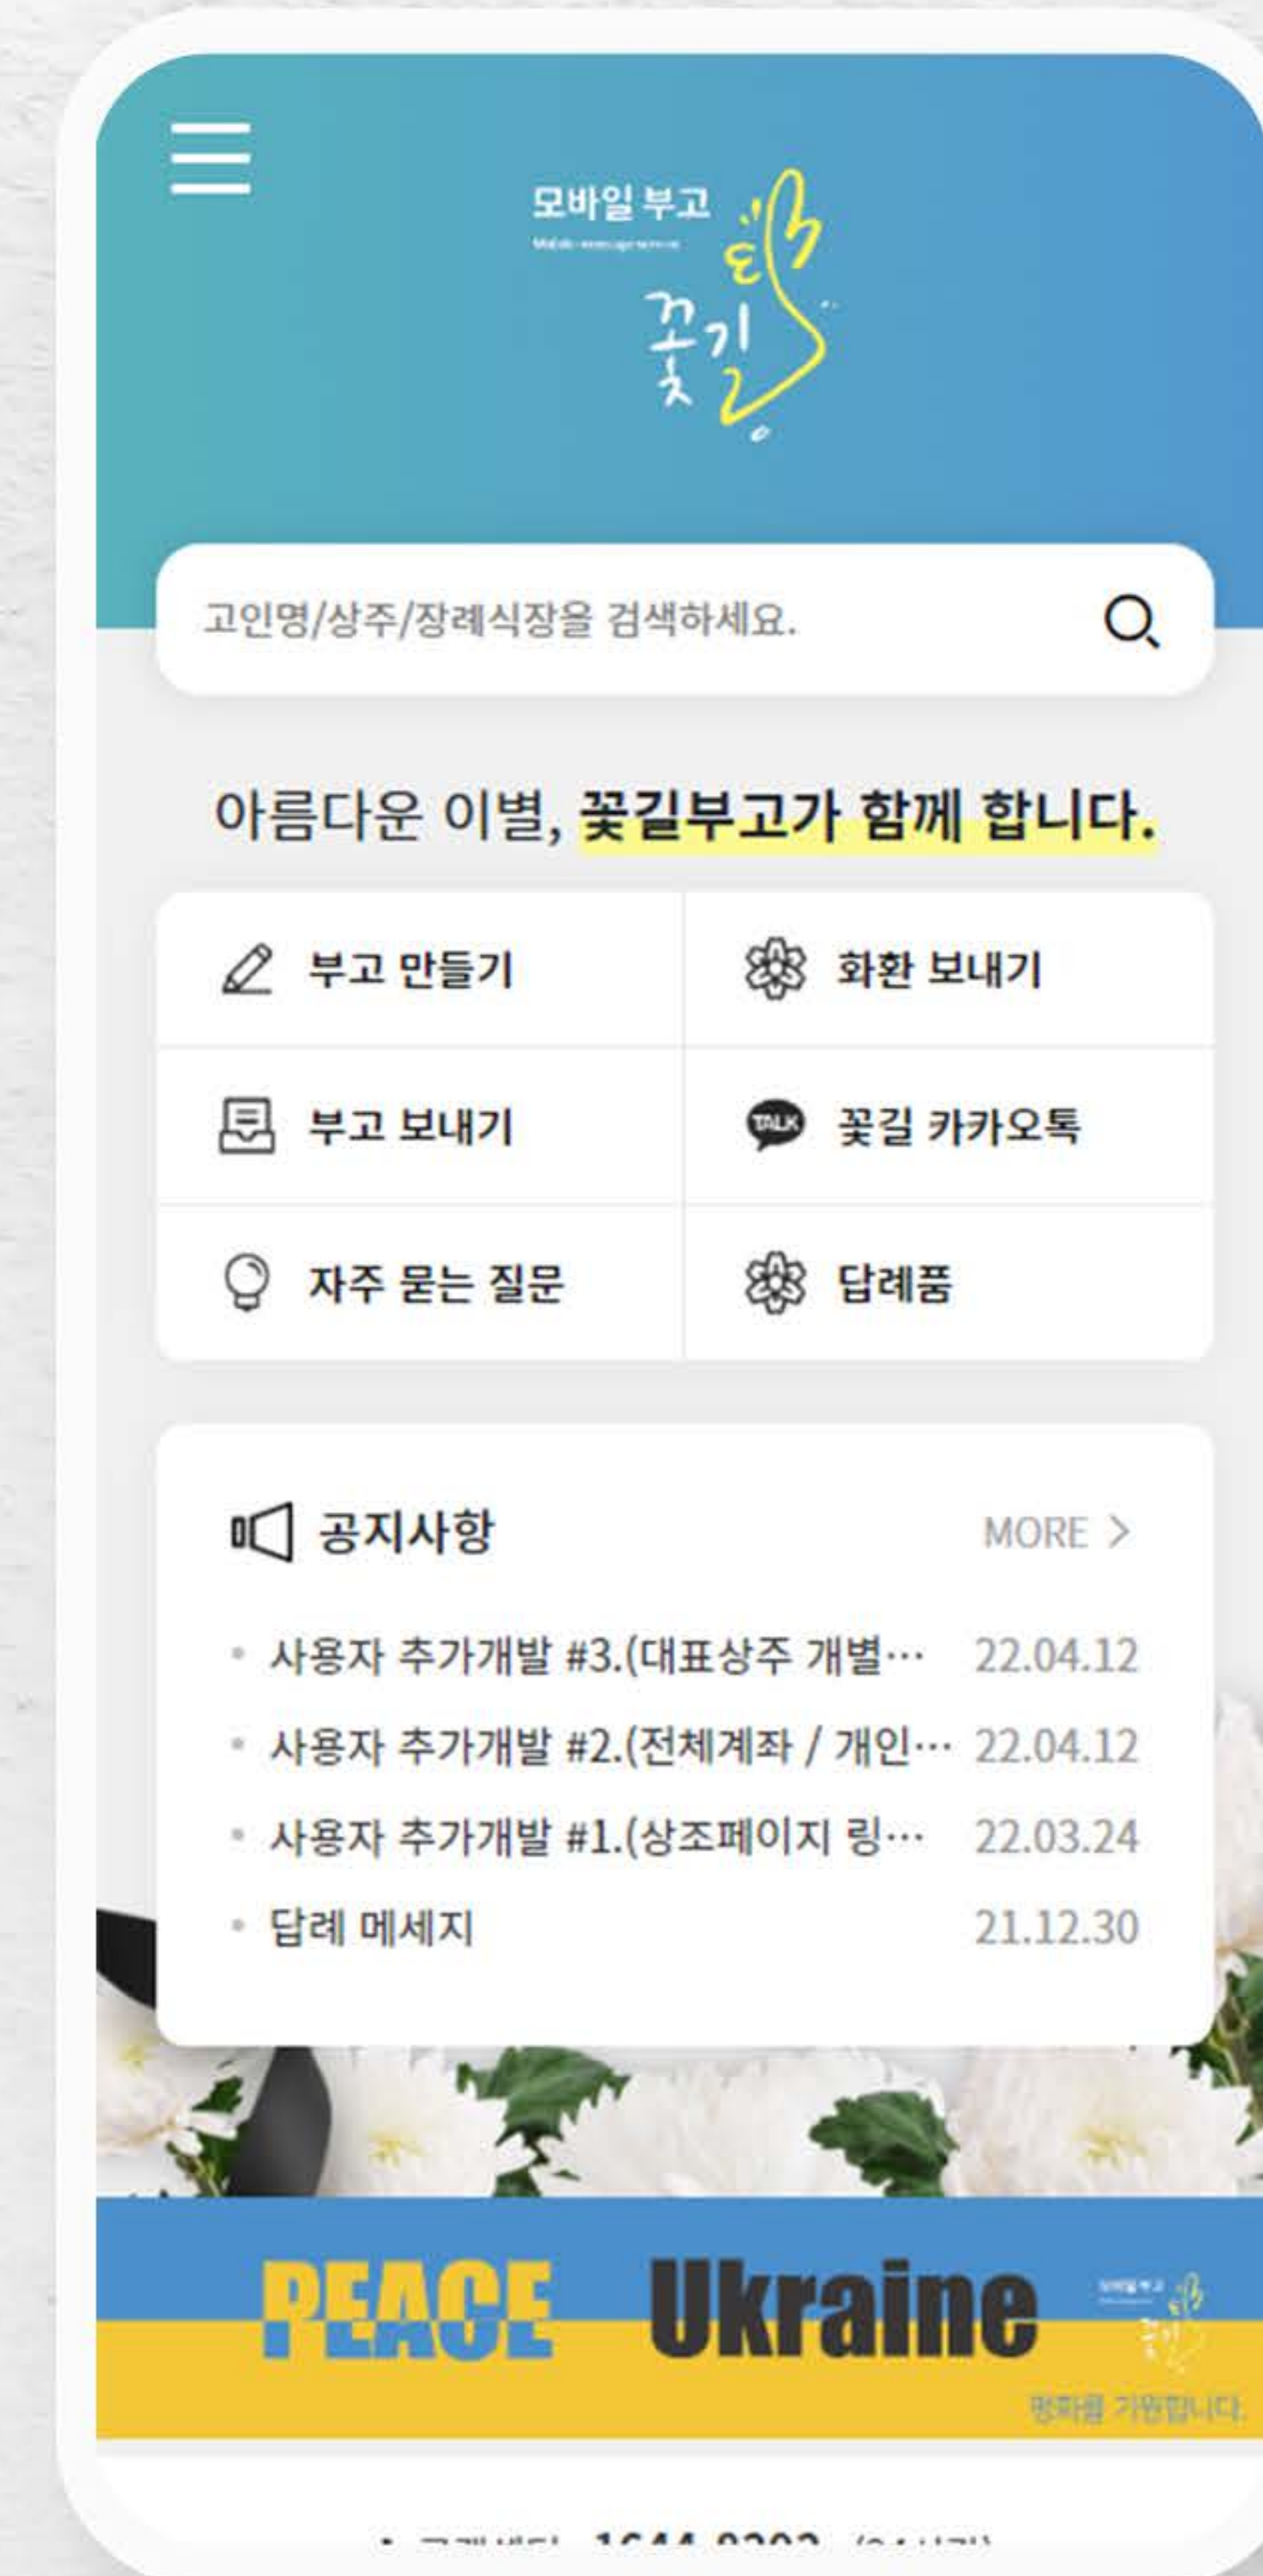 모바일 부고
꽃길
고인명/상주/장례식장을 검색하세요.
아름다운 이별, 꽃길부고가 함께 합니다.
부고 만들기
화환 보내기
부고 보내기
TALK 꽃길 카카오톡
자주 묻는 질문
답례품
공지사항 MORE >
사용자 추가개발 #3.(대표상주 개별… 22.04.12
사용자 추가개발 #2.(전체계좌 / 개인… 22.04.12
사용자 추가개발 #1.(상조페이지 링… 22.03.24
답례 메세지 21.12.30
PEACE Ukraine
모바일 부고
꽃길
평화를 기원합니다.